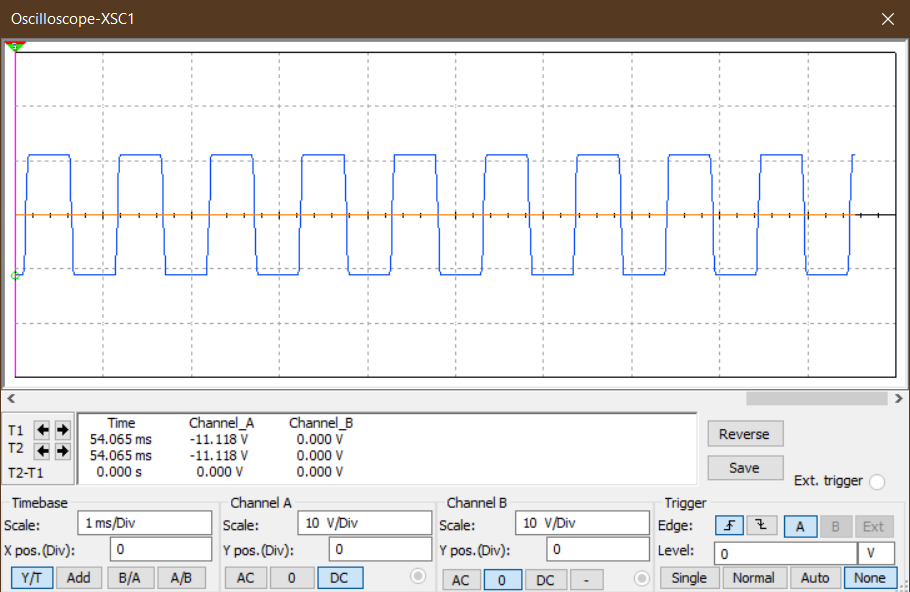 Oscilloscope-XSC1
Time Channel_A Channel_B
T1 54.065 ms -11.118 V 0.000 V
T2 54.065 ms -11.118 V 0.000 V
T2-T1 0.000 s 0.000 V 0.000 V
Reverse
Save
Ext. trigger
Timebase Channel A Channel B Trigger
Scale: 1 ms/Div Scale: 10 V/Div Scale: 10 V/Div Edge: A B Ext
X pos.(Div): 0 Y pos.(Div): 0 Y pos.(Div): 0 Level: 0 V
Y/T Add B/A A/B AC 0 DC AC 0 DC - Single Normal Auto None